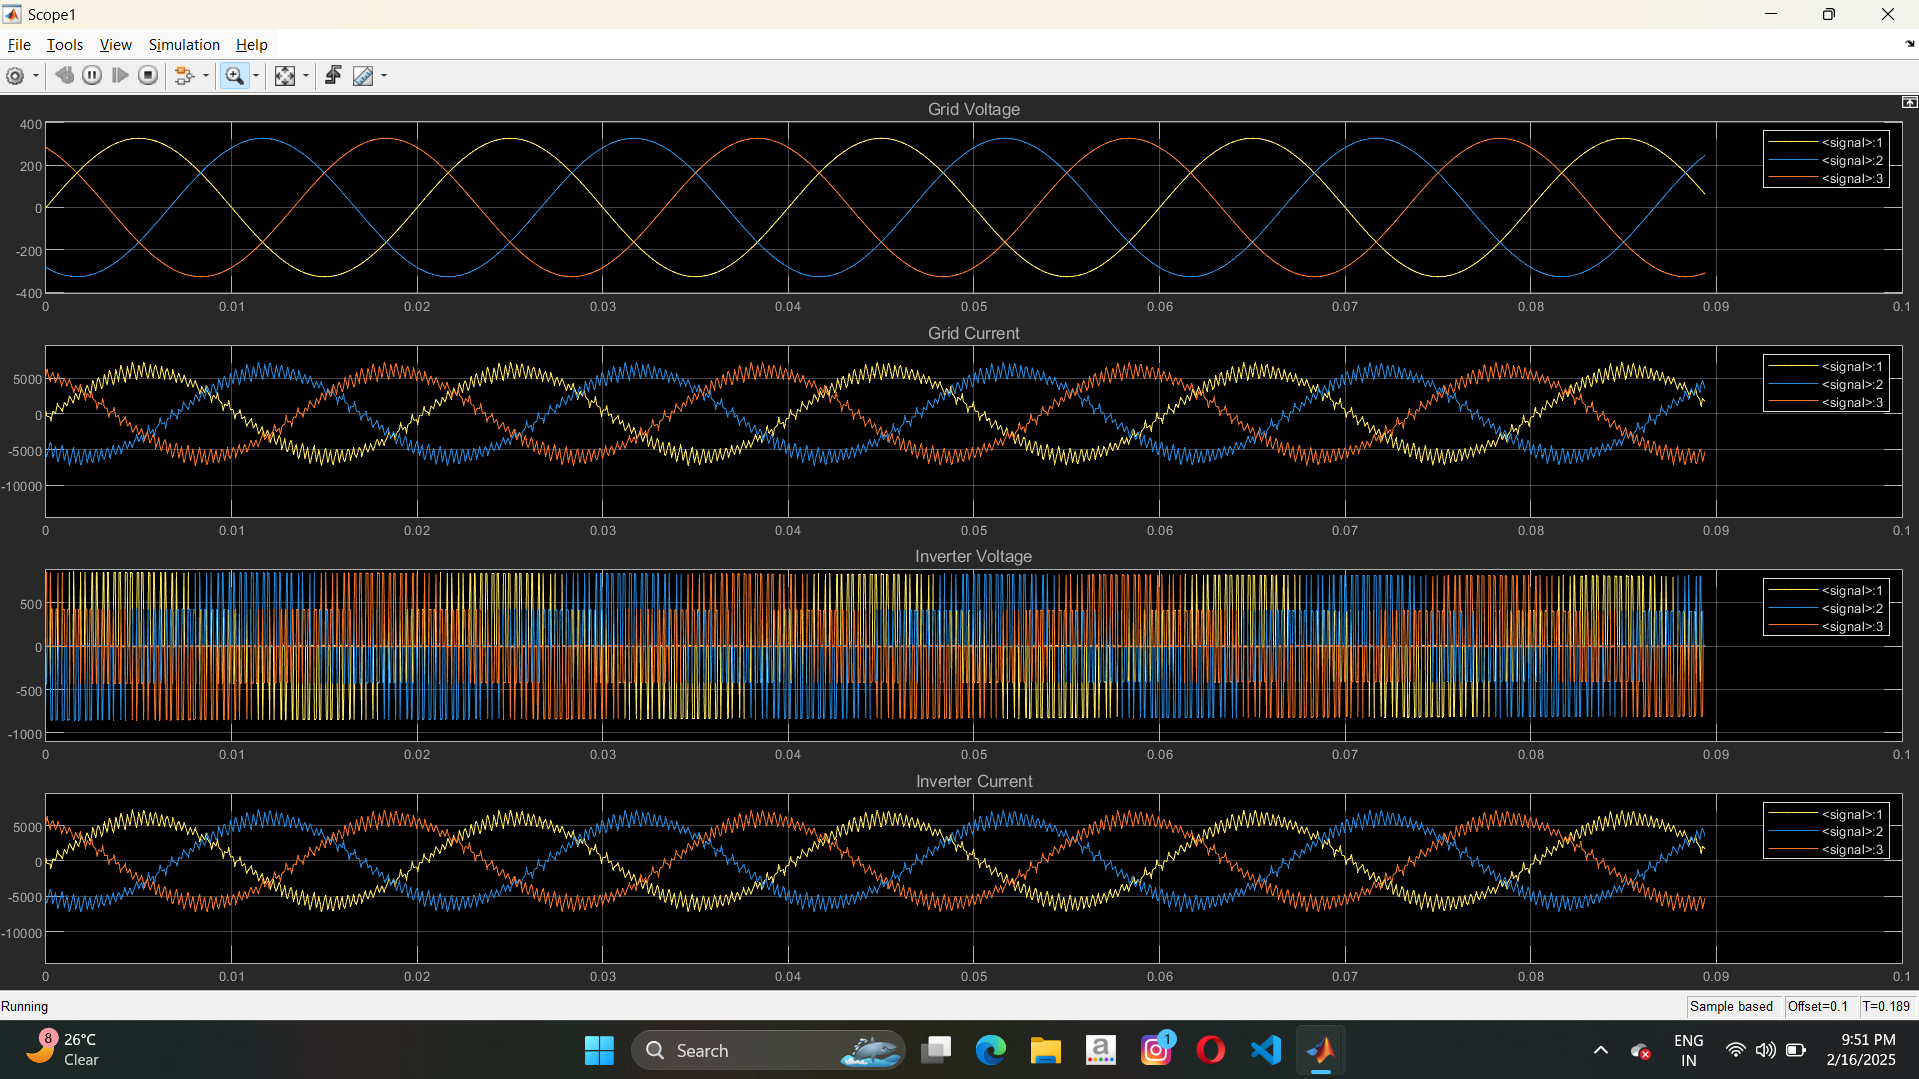 Scope1
File Tools View Simulation Help
Grid Voltage
400
200
0
-200
-400
0 0.01 0.02 0.03 0.04 0.05 0.06 0.07 0.08 0.09 0.1
<signal>:1
<signal>:2
<signal>:3
Grid Current
5000
0
-5000
-10000
0 0.01 0.02 0.03 0.04 0.05 0.06 0.07 0.08 0.09 0.1
<signal>:1
<signal>:2
<signal>:3
Inverter Voltage
500
0
-500
-1000
0 0.01 0.02 0.03 0.04 0.05 0.06 0.07 0.08 0.09 0.1
<signal>:1
<signal>:2
<signal>:3
Inverter Current
5000
0
-5000
-10000
0 0.01 0.02 0.03 0.04 0.05 0.06 0.07 0.08 0.09 0.1
<signal>:1
<signal>:2
<signal>:3
Running
Sample based Offset=0.1 T=0.189
8
26°C
Clear
Search
a
1
ENG
IN
9:51 PM
2/16/2025